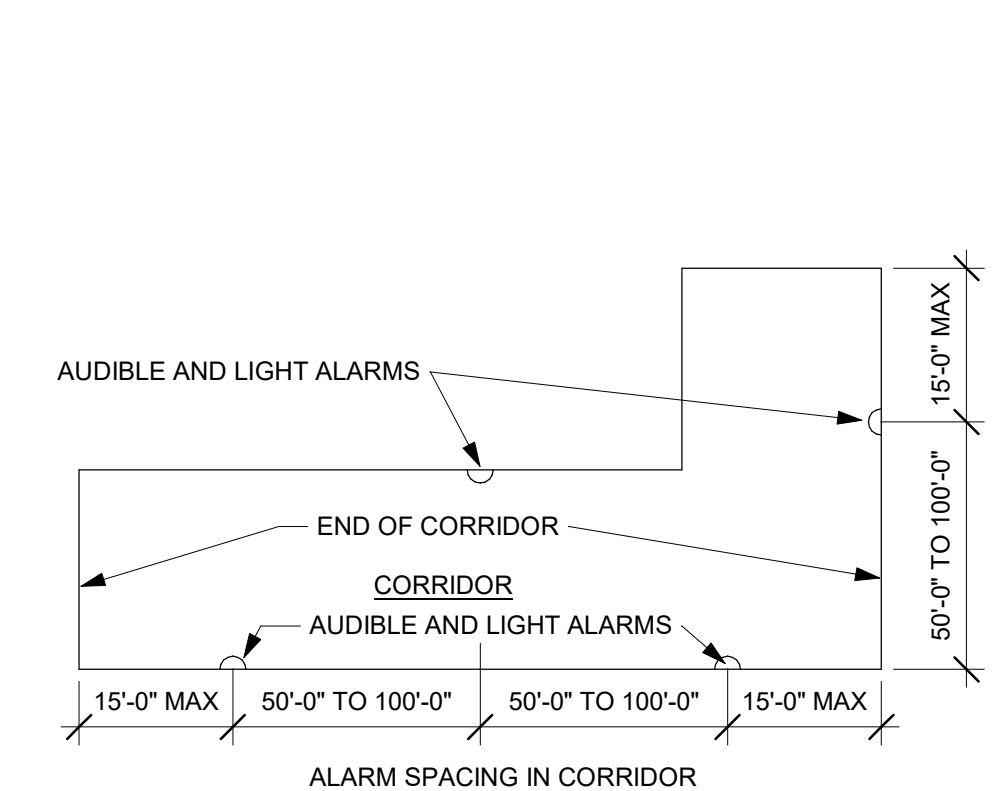 15'-0" MAX
AUDIBLE AND LIGHT ALARMS
50'-0" TO 100'-0"
END OF CORRIDOR
CORRIDOR
AUDIBLE AND LIGHT ALARMS
15'-0" MAX
50'-0" TO 100'-0"
50'-0" TO 100'-0"
15'-0" MAX
ALARM SPACING IN CORRIDOR